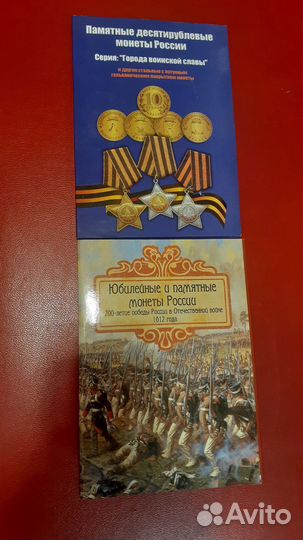 Памятные десятирублевые
монеты России
Серия: "Города воинской славы"
и другие стальные с латунным
гальваническим покрытием монеты
10
Юбилейные и памятные
монеты России
200-летие победы России в Отечественной войне
1812 года
Avito